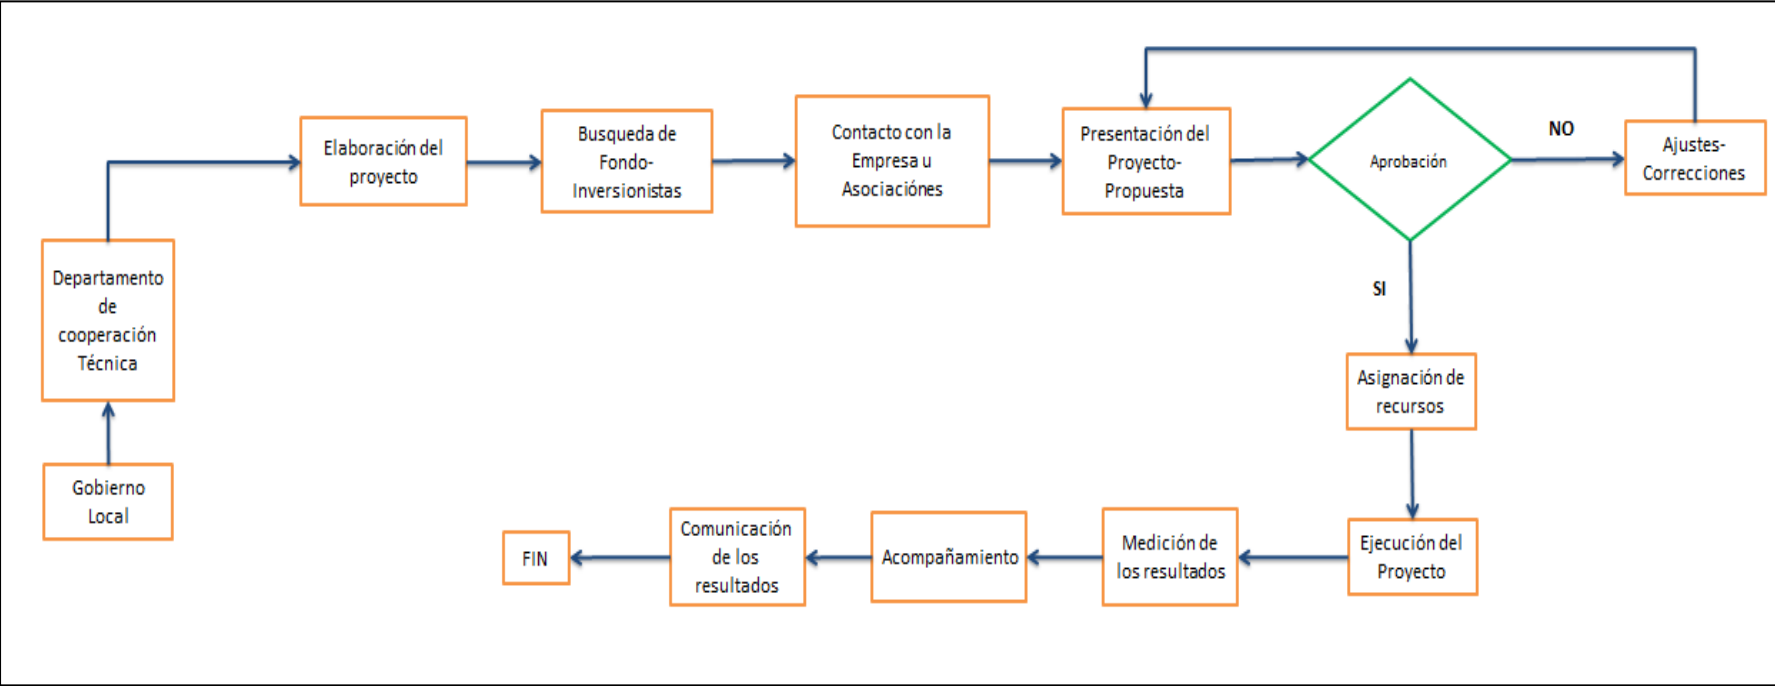 Gobierno
Local
Departamento
de
cooperación
Técnica
Elaboración del
proyecto
Busqueda de
Fondo-
Inversionistas
Contacto con la
Empresa u
Asociaciónes
Presentación del
Proyecto-
Propuesta
Aprobación
NO
Ajustes-
Correcciones
SI
Asignación de
recursos
Ejecución del
Proyecto
Medición de
los resultados
Acompañamiento
Comunicación
de los
resultados
FIN